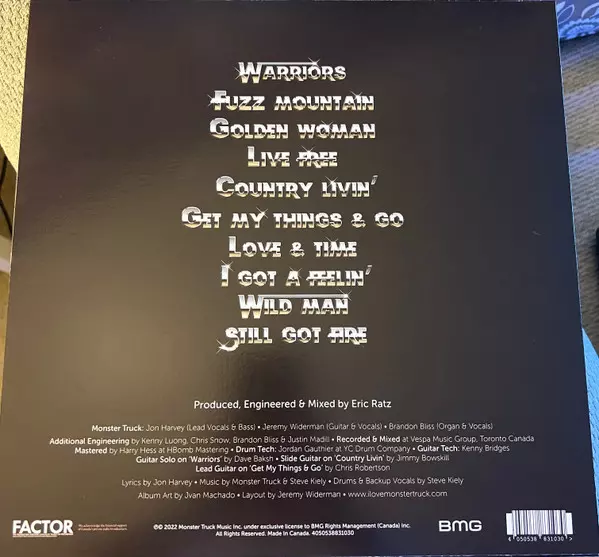 Warriors
Fuzz mountain
Golden woman
Live free
Country livin'
Get my things & go
Love & time
I got a feelin'
Wild man
Still got fire
Produced, Engineered & Mixed by Eric Ratz
Monster Truck: Jon Harvey (Lead Vocals & Bass) • Jeremy Widerman (Guitar & Vocals) • Brandon Bliss (Organ & Vocals)
Additional Engineering by Kenny Luong, Chris Snow, Brandon Bliss & Justin Madill • Recorded & Mixed at Vespa Music Group, Toronto Canada
Mastered by Harry Hess at HBomb Mastering • Drum Tech: Jordan Gauthier at YC Drum Company • Guitar Tech: Kenny Bridges
Guitar Solo on 'Warriors' by Dave Baksh • Slide Guitar on 'Country Livin' by Jimmy Bowskill
Lead Guitar on 'Get My Things & Go' by Chris Robertson
Lyrics by Jon Harvey • Music by Monster Truck & Steve Kiely • Drums & Backup Vocals by Steve Kiely
Album Art by Jvan Machado • Layout by Jeremy Widerman • www.ilovemonstertruck.com
FACTOR
℗© 2022 Monster Truck Music Inc. under exclusive license to BMG Rights Management (Canada) Inc.
All Rights Reserved. Made In Canada. 4050538831030
BMG
4 050538 831030